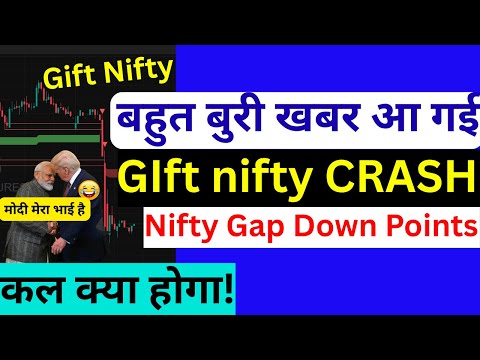 Gift Nifty
बहुत बुरी खबर आ गई
GIft nifty CRASH
मोदी मेरा भाई है
Nifty Gap Down Points
कल क्या होगा!